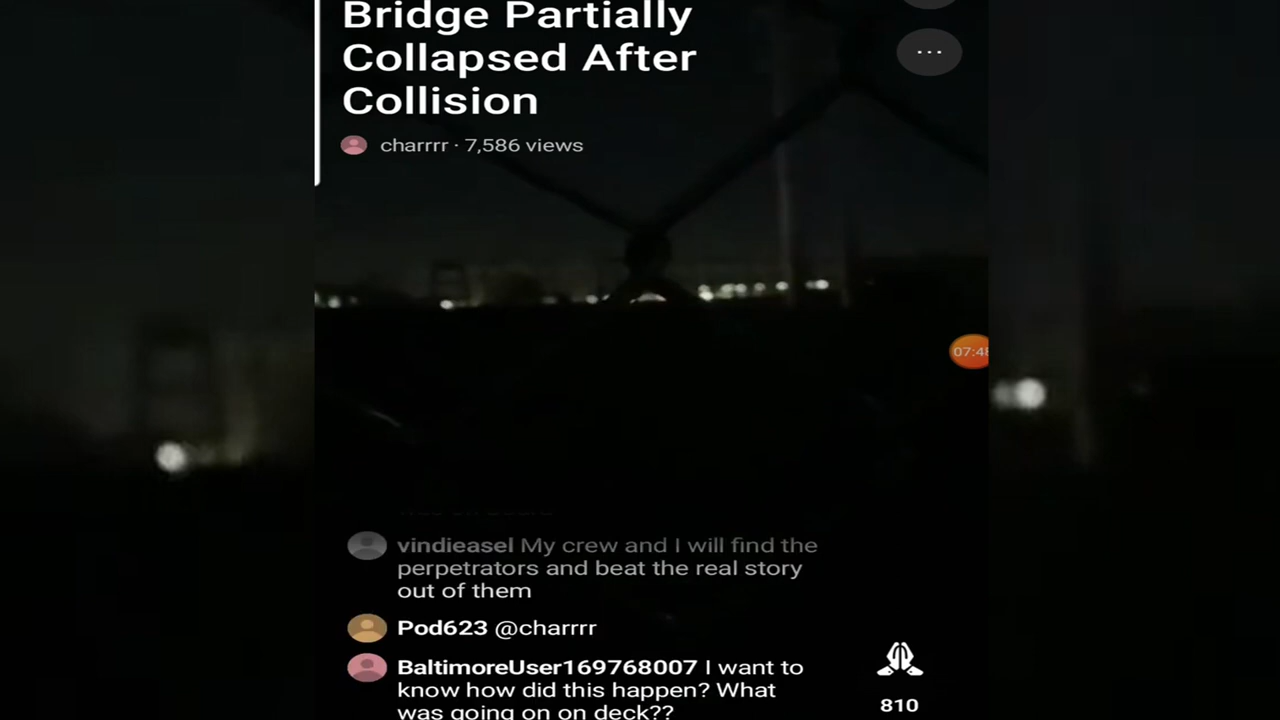 Bridge Partially
Collapsed After
Collision
charrrr · 7,586 views
07:48
vindieasel My crew and I will find the
perpetrators and beat the real story
out of them
Pod623 @charrrr
BaltimoreUser169768007 I want to
know how did this happen? What
was going on on deck??
810